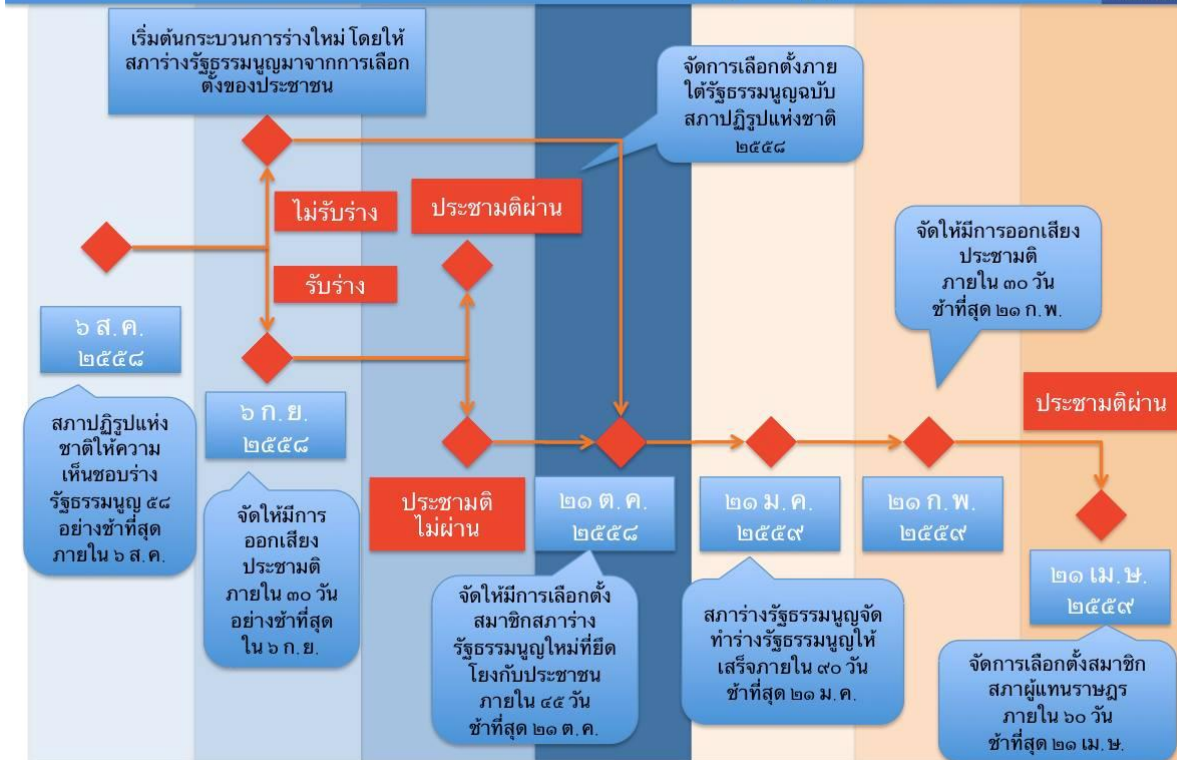 เริ่มต้นกระบวนการร่างใหม่ โดยให้
สภาร่างรัฐธรรมนูญมาจากการเลือก
ตั้งของประชาชน
จัดการเลือกตั้งภาย
ใต้รัฐธรรมนูญฉบับ
สภาปฏิรูปแห่งชาติ
๒๕๕๘
ไม่รับร่าง
ประชามติผ่าน
รับร่าง
จัดให้มีการออกเสียง
ประชามติ
ภายใน ๓๐ วัน
ช้าที่สุด ๒๑ ก.พ.
๖ ส.ค.
๒๕๕๘
สภาปฏิรูปแห่ง
ชาติให้ความ
เห็นชอบร่าง
รัฐธรรมนูญ ๕๘
อย่างช้าที่สุด
ภายใน ๖ ส.ค.
๖ ก.ย.
๒๕๕๘
จัดให้มีการ
ออกเสียง
ประชามติ
ภายใน ๓๐ วัน
อย่างช้าที่สุด
ใน ๖ ก.ย.
ประชามติ
ไม่ผ่าน
๒๑ ต.ค.
๒๕๕๘
จัดให้มีการเลือกตั้ง
สมาชิกสภาร่าง
รัฐธรรมนูญใหม่ที่ยึด
โยงกับประชาชน
ภายใน ๔๕ วัน
ช้าที่สุด ๒๑ ต.ค.
๒๑ ม.ค.
๒๕๕๙
สภาร่างรัฐธรรมนูญจัด
ทำร่างรัฐธรรมนูญให้
เสร็จภายใน ๙๐ วัน
ช้าที่สุด ๒๑ ม.ค.
๒๑ ก.พ.
๒๕๕๙
ประชามติผ่าน
๒๑ เม.ษ.
๒๕๕๙
จัดการเลือกตั้งสมาชิก
สภาผู้แทนราษฎร
ภายใน ๖๐ วัน
ช้าที่สุด ๒๑ เม.ษ.